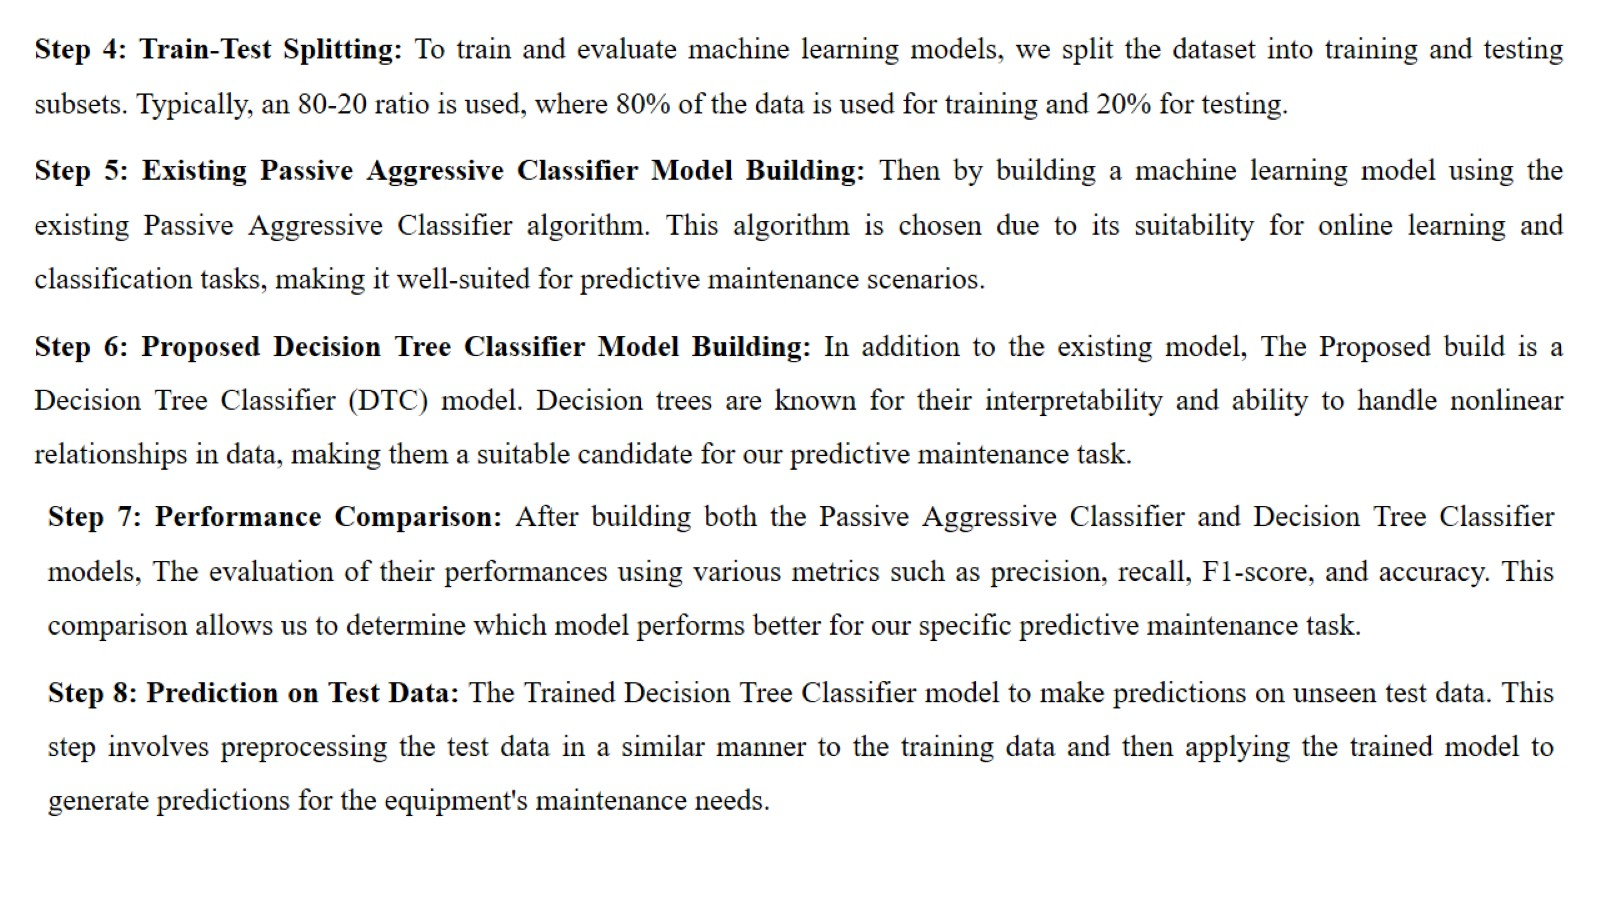 Step 4: Train-Test Splitting: To train and evaluate machine learning models, we split the dataset into training and testing
subsets. Typically, an 80-20 ratio is used, where 80% of the data is used for training and 20% for testing.
Step 5: Existing Passive Aggressive Classifier Model Building: Then by building a machine learning model using the
existing Passive Aggressive Classifier algorithm. This algorithm is chosen due to its suitability for online learning and
classification tasks, making it well-suited for predictive maintenance scenarios.
Step 6: Proposed Decision Tree Classifier Model Building: In addition to the existing model, The Proposed build is a
Decision Tree Classifier (DTC) model. Decision trees are known for their interpretability and ability to handle nonlinear
relationships in data, making them a suitable candidate for our predictive maintenance task.
Step 7: Performance Comparison: After building both the Passive Aggressive Classifier and Decision Tree Classifier
models, The evaluation of their performances using various metrics such as precision, recall, F1-score, and accuracy. This
comparison allows us to determine which model performs better for our specific predictive maintenance task.
Step 8: Prediction on Test Data: The Trained Decision Tree Classifier model to make predictions on unseen test data. This
step involves preprocessing the test data in a similar manner to the training data and then applying the trained model to
generate predictions for the equipment's maintenance needs.